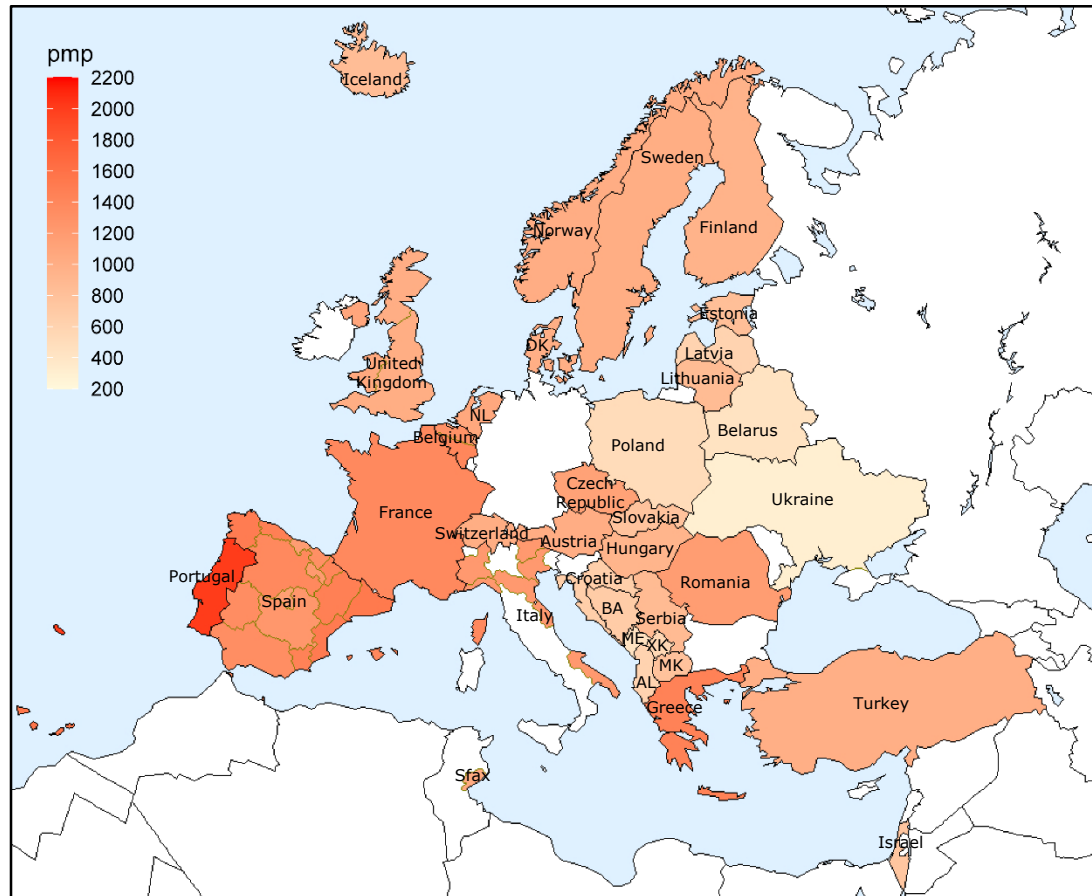 pmp
2200
2000
1800
1600
1400
1200
1000
800
600
400
200
Iceland
Sweden
Norway
Finland
Estonia
DK
Latvia
United
Kingdom
Lithuania
NL
Belgium
Poland
Belarus
Czech
Republic
Ukraine
France
Slovakia
Switzerland
Austria
Hungary
Portugal
Croatia
Romania
Spain
BA
Italy
Serbia
ME
XK
MK
AL
Greece
Turkey
Sfax
Israel